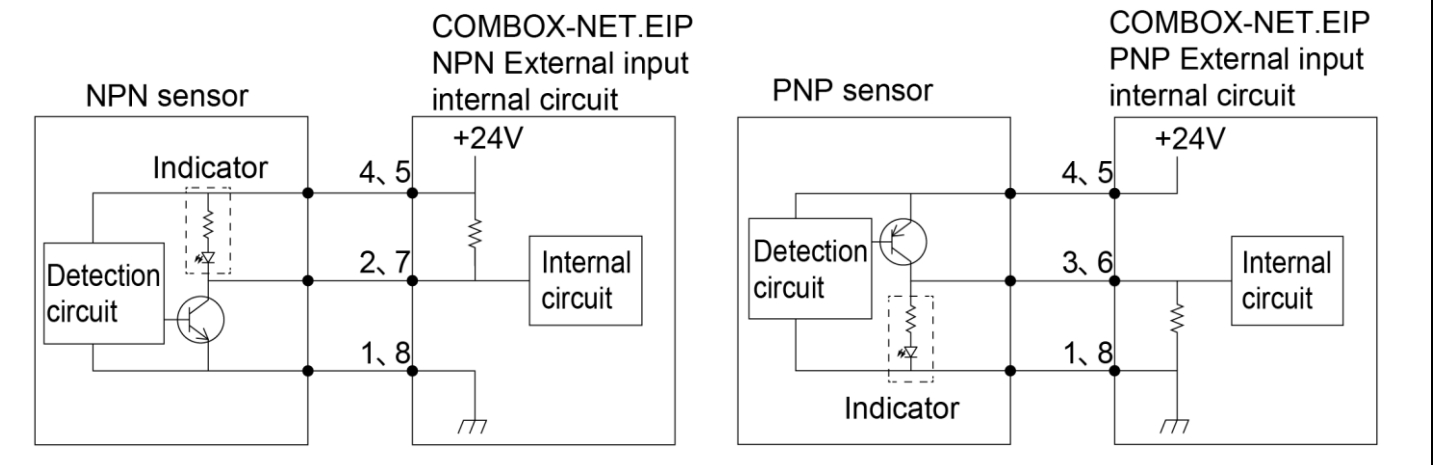 COMBOX-NET.EIP
NPN External input
internal circuit
NPN sensor
+24V
Indicator
4、5
Detection
circuit
2、7
Internal
circuit
1、8
COMBOX-NET.EIP
PNP External input
internal circuit
PNP sensor
+24V
4、5
Detection
circuit
3、6
Internal
circuit
1、8
Indicator